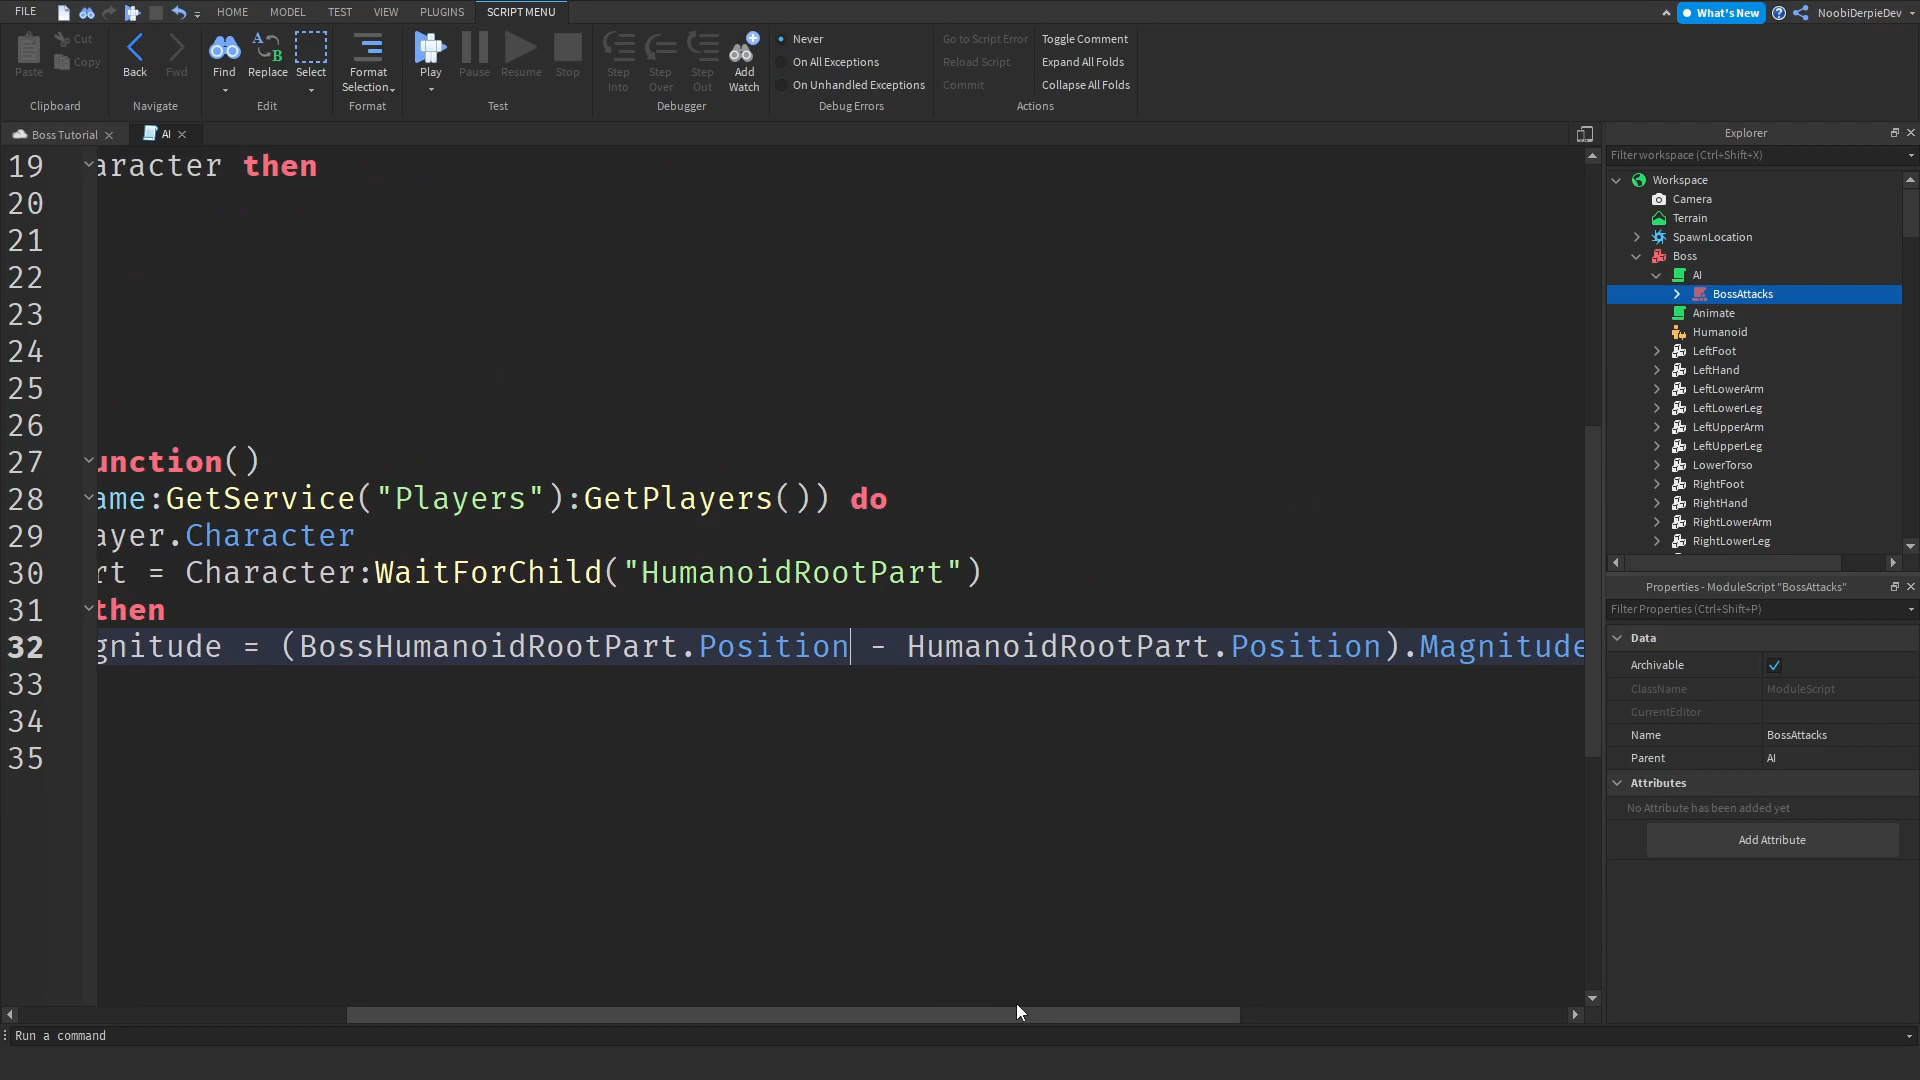 FILE HOME MODEL TEST VIEW PLUGINS SCRIPT MENU What's New NoobiDerpieDev
Paste Cut Copy Clipboard
Back Fwd Navigate
Find Replace Select Edit
Format Selection Format
Play Pause Resume Stop Test
Step Into Step Over Step Out Add Watch Debugger
Never
On All Exceptions
On Unhandled Exceptions
Debug Errors
Go to Script Error Toggle Comment
Reload Script Expand All Folds
Commit Collapse All Folds
Actions
Boss Tutorial AI
19 aracter then
20
21
22
23
24
25
26
27 unction()
28 ame:GetService("Players"):GetPlayers()) do
29 ayer.Character
30 rt = Character:WaitForChild("HumanoidRootPart")
31 then
32 gnitude = (BossHumanoidRootPart.Position - HumanoidRootPart.Position).Magnitude
33
34
35
Run a command
Explorer
Filter workspace (Ctrl+Shift+X)
Workspace
Camera
Terrain
SpawnLocation
Boss
AI
BossAttacks
Animate
Humanoid
LeftFoot
LeftHand
LeftLowerArm
LeftLowerLeg
LeftUpperArm
LeftUpperLeg
LowerTorso
RightFoot
RightHand
RightLowerArm
RightLowerLeg
Properties - ModuleScript "BossAttacks"
Filter Properties (Ctrl+Shift+P)
Data
Archivable
ClassName ModuleScript
CurrentEditor
Name BossAttacks
Parent AI
Attributes
No Attribute has been added yet
Add Attribute